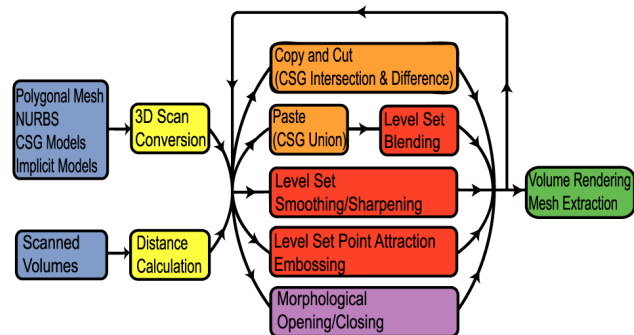 Polygonal Mesh
NURBS
CSG Models
Implicit Models
3D Scan
Conversion
Scanned
Volumes
Distance
Calculation
Copy and Cut
(CSG Intersection & Difference)
Paste
(CSG Union)
Level Set
Blending
Level Set
Smoothing/Sharpening
Level Set Point Attraction
Embossing
Morphological
Opening/Closing
Volume Rendering
Mesh Extraction